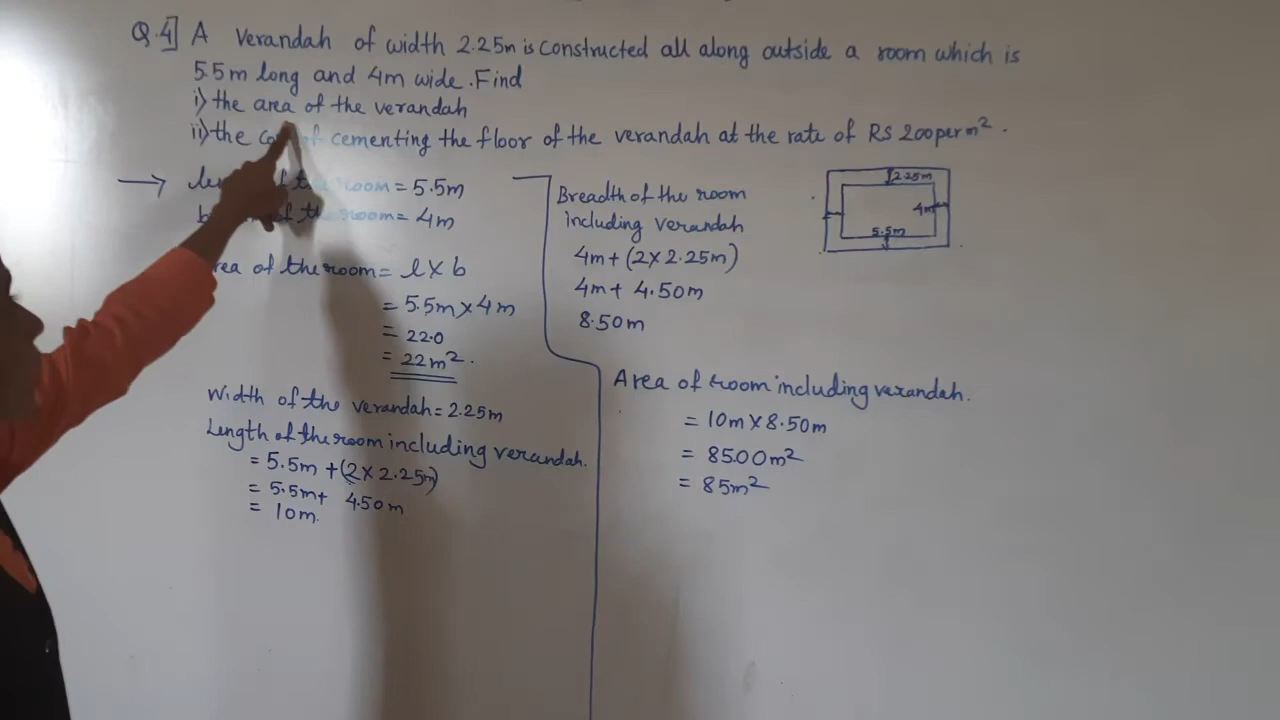 Q.4] A Verandah of width 2.25m is constructed all along outside a room which is
5.5m long and 4m wide. Find
i) the area of the verandah
ii) the of cementing the floor of the verandah at the rate of RS 200 per m².
→ of the room = 5.5m
of the room = 4m
Area of the room = l × b
= 5.5m × 4m
= 22.0
= 22m².
Width of the verandah = 2.25m
Length of the room including verandah.
= 5.5m + (2 × 2.25m)
= 5.5m + 4.50m
= 10m.
Breadth of the room
including verandah
4m + (2 × 2.25m)
4m + 4.50m
8.50m
2.25m
4m
5.5m
Area of room including verandah.
= 10m × 8.50m
= 85.00m²
= 85m²